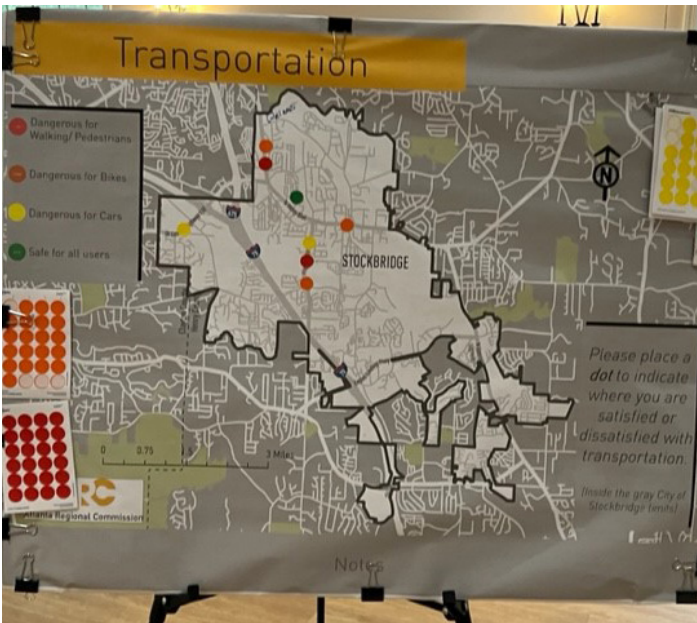 Transportation
Dangerous for
Walking/Pedestrians
Dangerous for Bikes
Dangerous for Cars
Safe for all users
N
STOCKBRIDGE
Please place a
dot to indicate
where you are
satisfied or
dissatisfied with
transportation.
(Inside the gray City of
Stockbridge limits)
0 0.75 3 Miles
RC
Atlanta Regional Commission
Notes